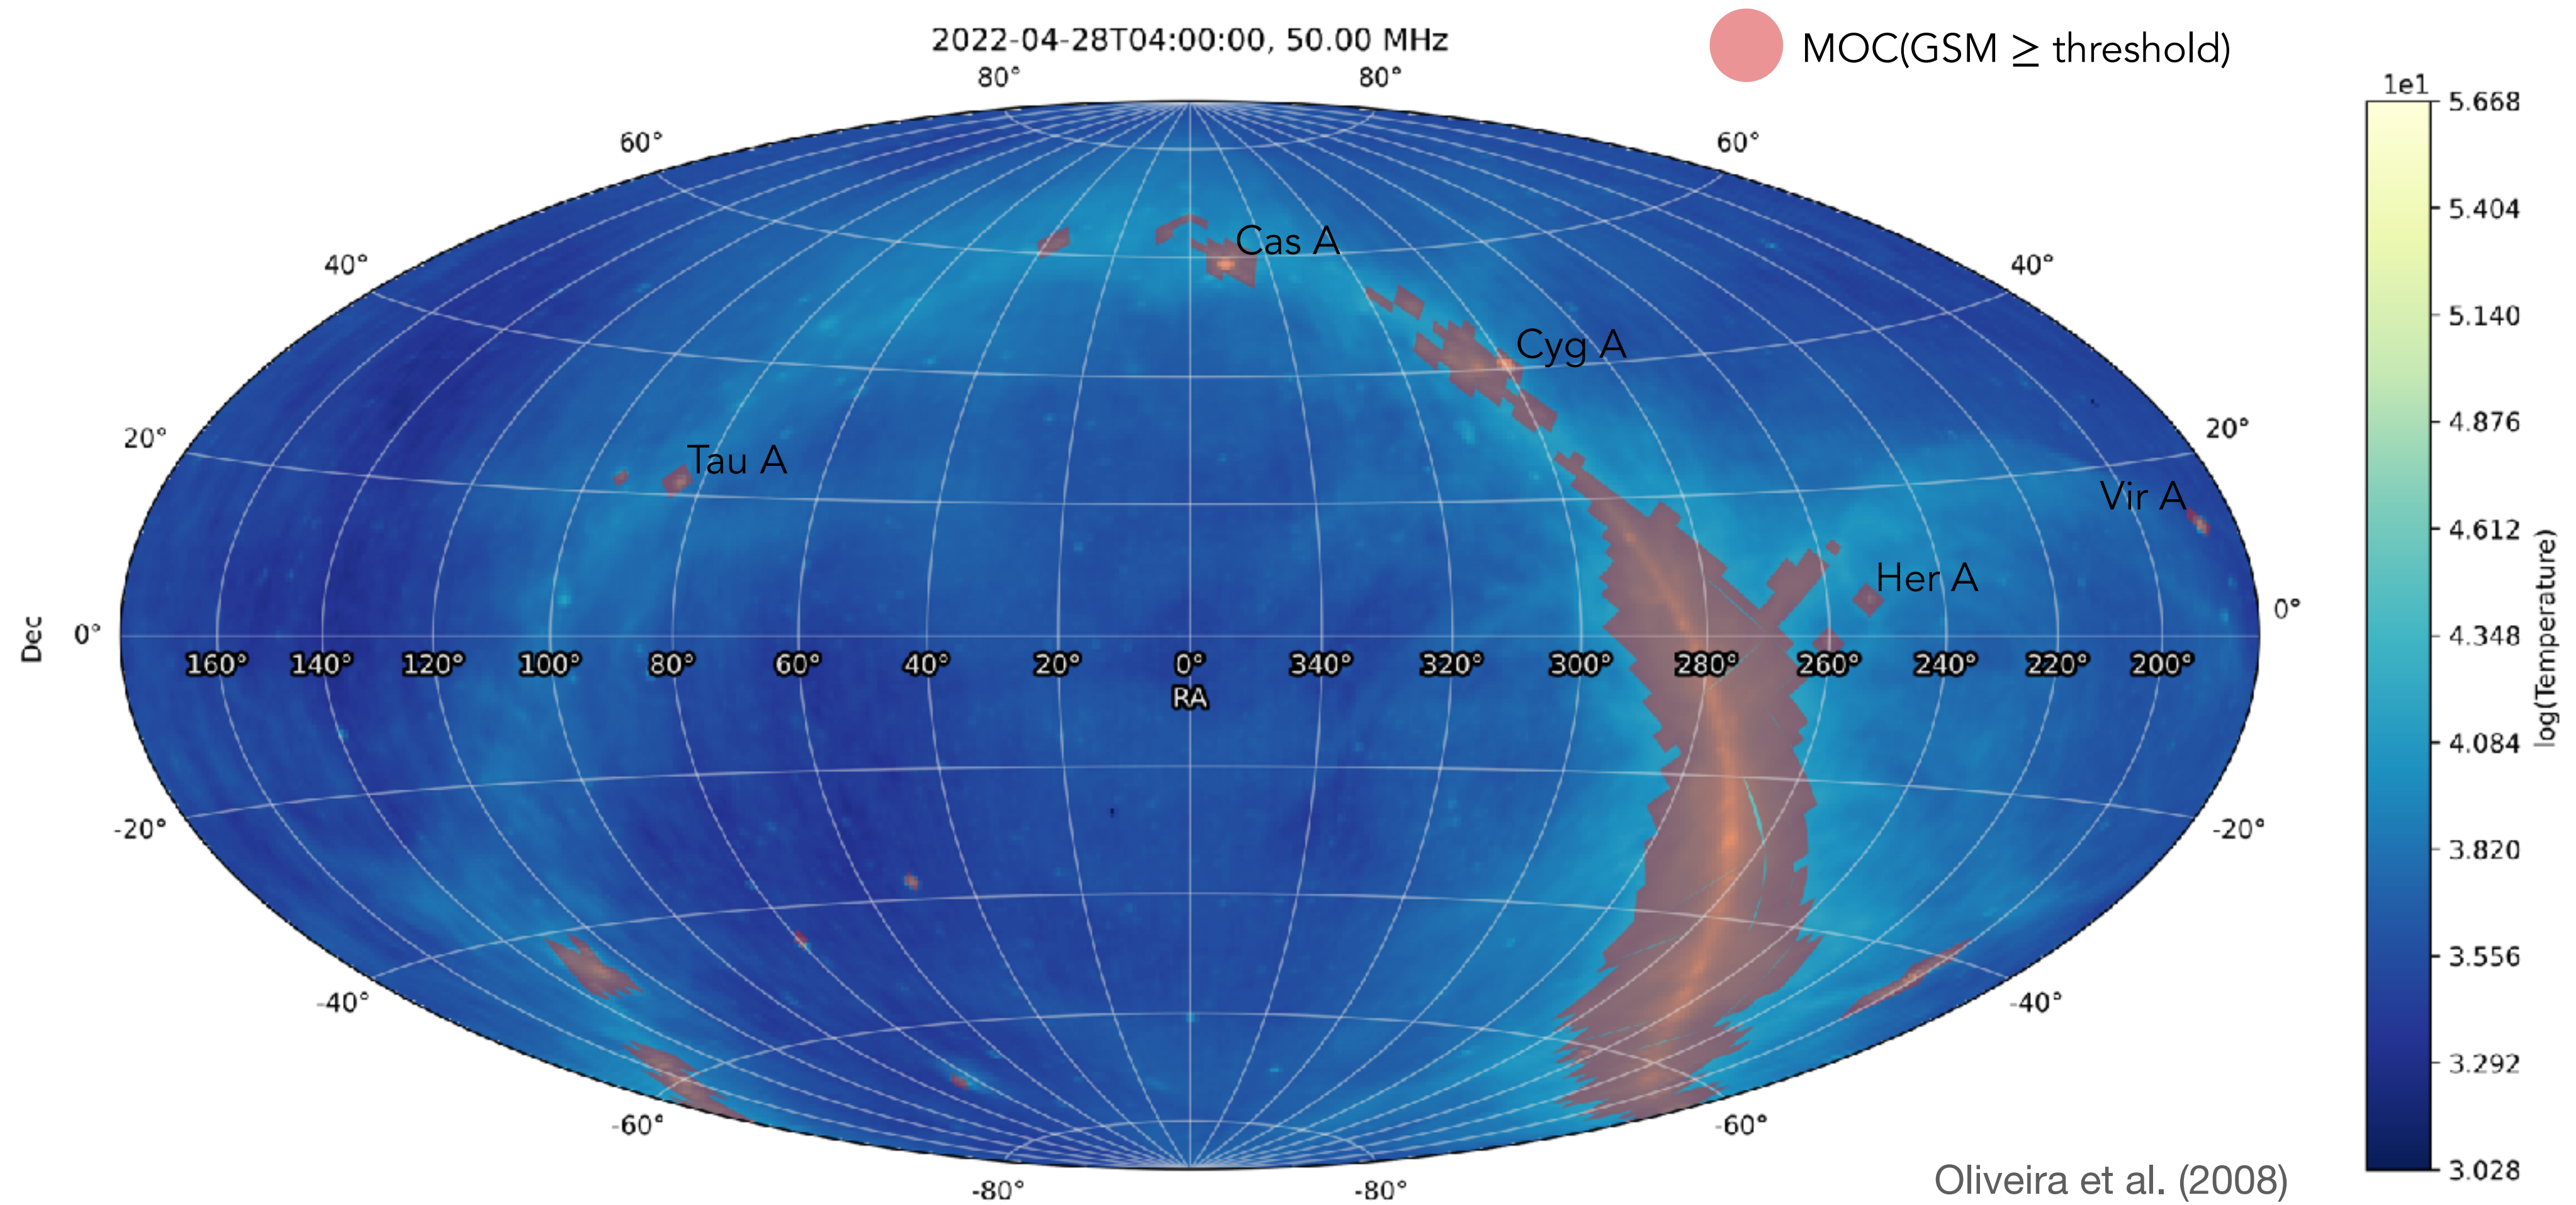 2022-04-28T04:00:00, 50.00 MHz
MOC(GSM ≥ threshold)
80° 80°
1e1
5.668
60° 60°
5.404
Cas A
40° 40°
5.140
Cyg A
20° 20°
4.876
Tau A
Vir A
4.612
Her A
0° 0°
Dec
4.348
160° 140° 120° 100° 80° 60° 40° 20° 0° 340° 320° 300° 280° 260° 240° 220° 200°
RA
log(Temperature)
4.084
-20° -20°
3.820
3.556
-40° -40°
3.292
-60° -60°
3.028
-80° -80°
Oliveira et al. (2008)